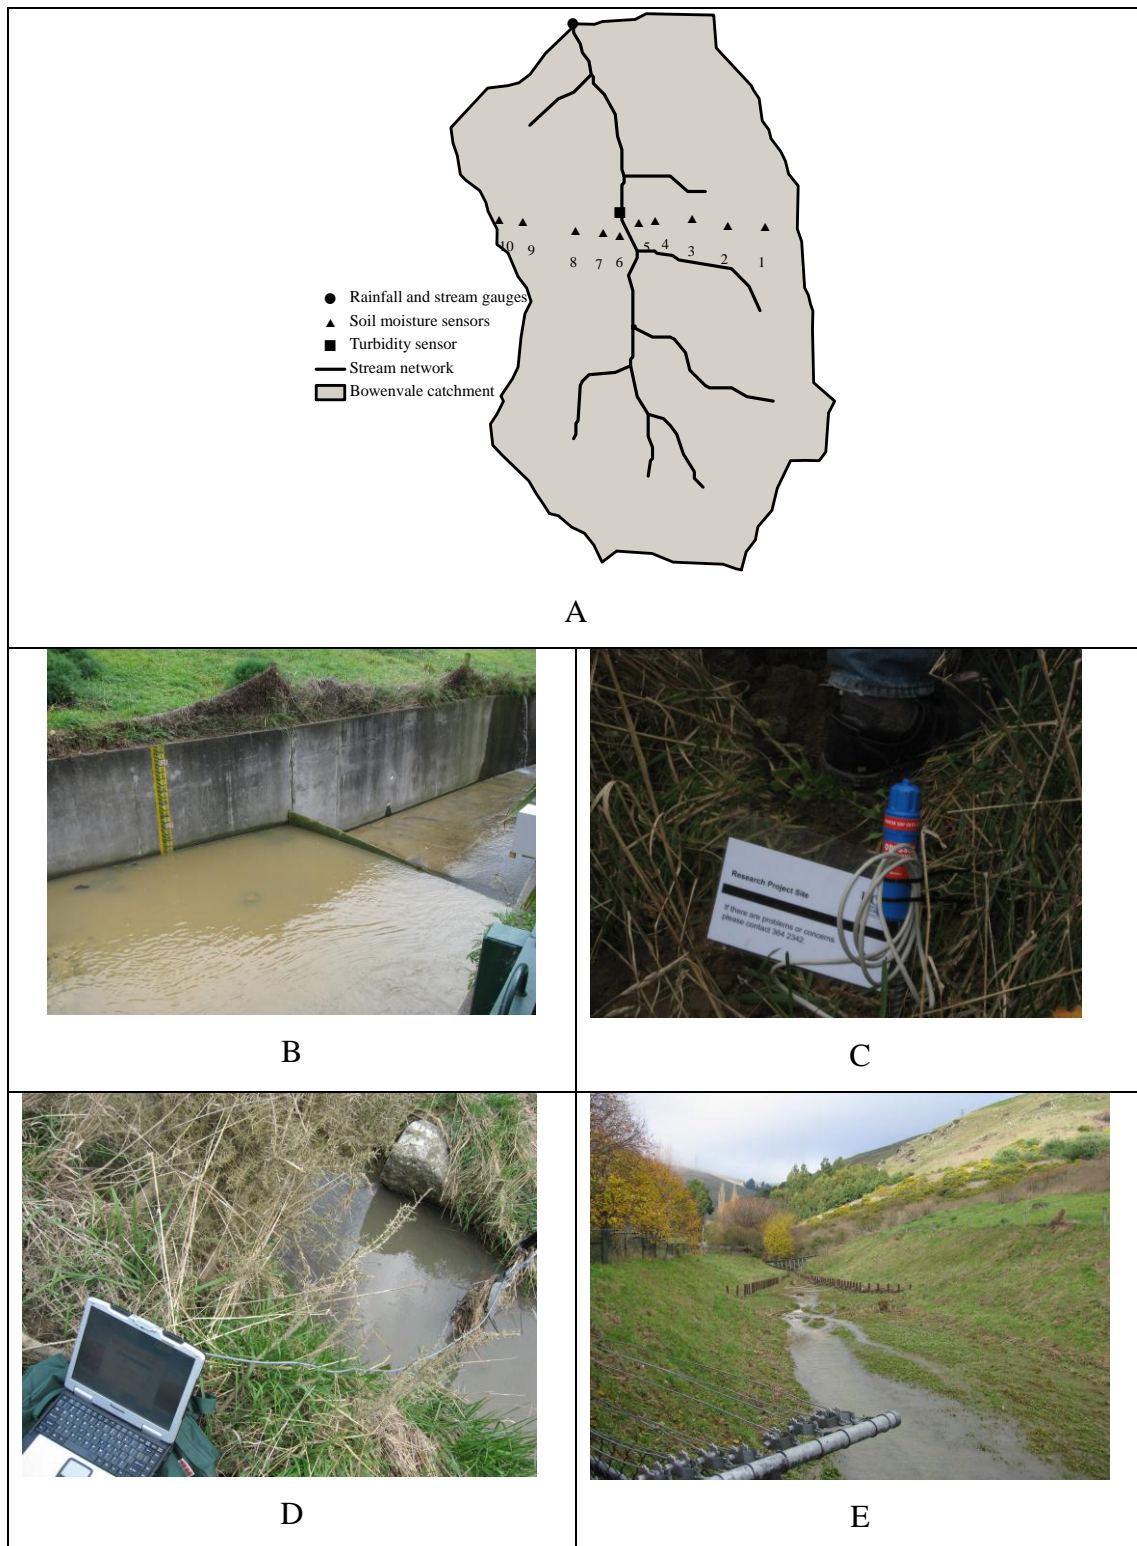 10
9
8
7
6
5
4
3
2
1
Rainfall and stream gauges
Soil moisture sensors
Turbidity sensor
Stream network
Bowenvale catchment
A
Research Project Site
If there are problems or concerns
please contact 364 2342.
B
C
D
E